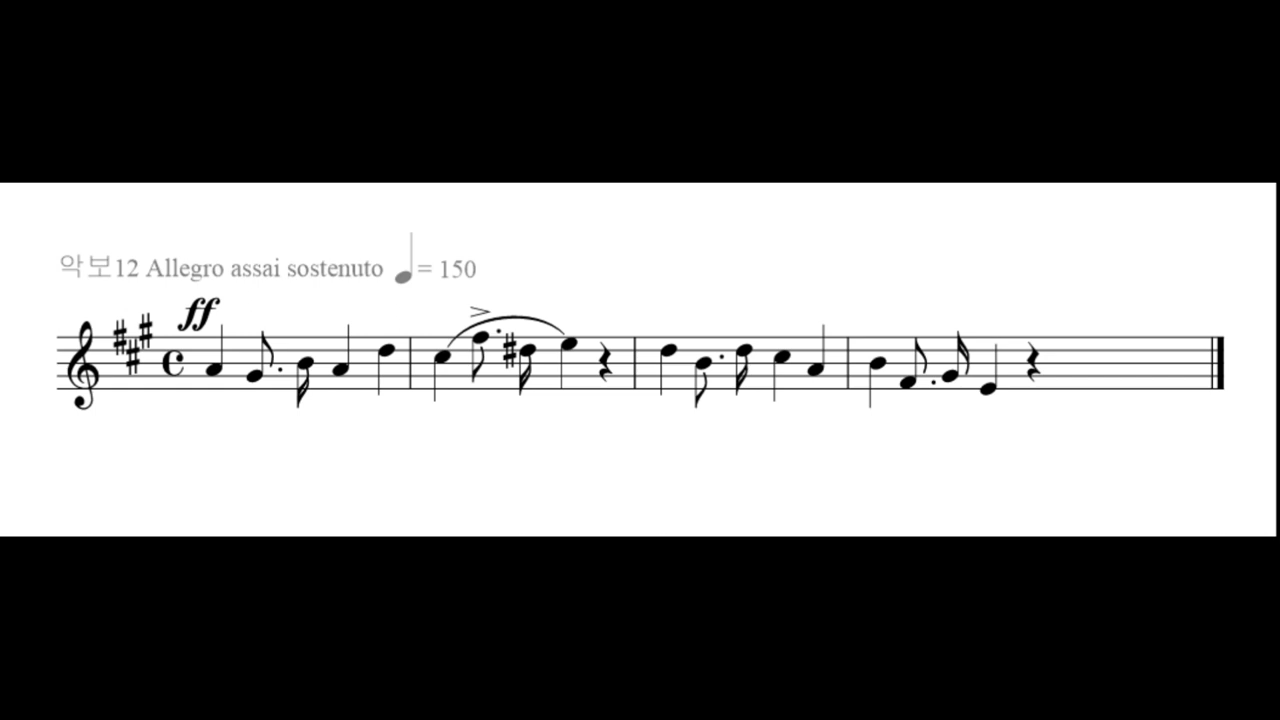 악보12 Allegro assai sostenuto ♩= 150
ff